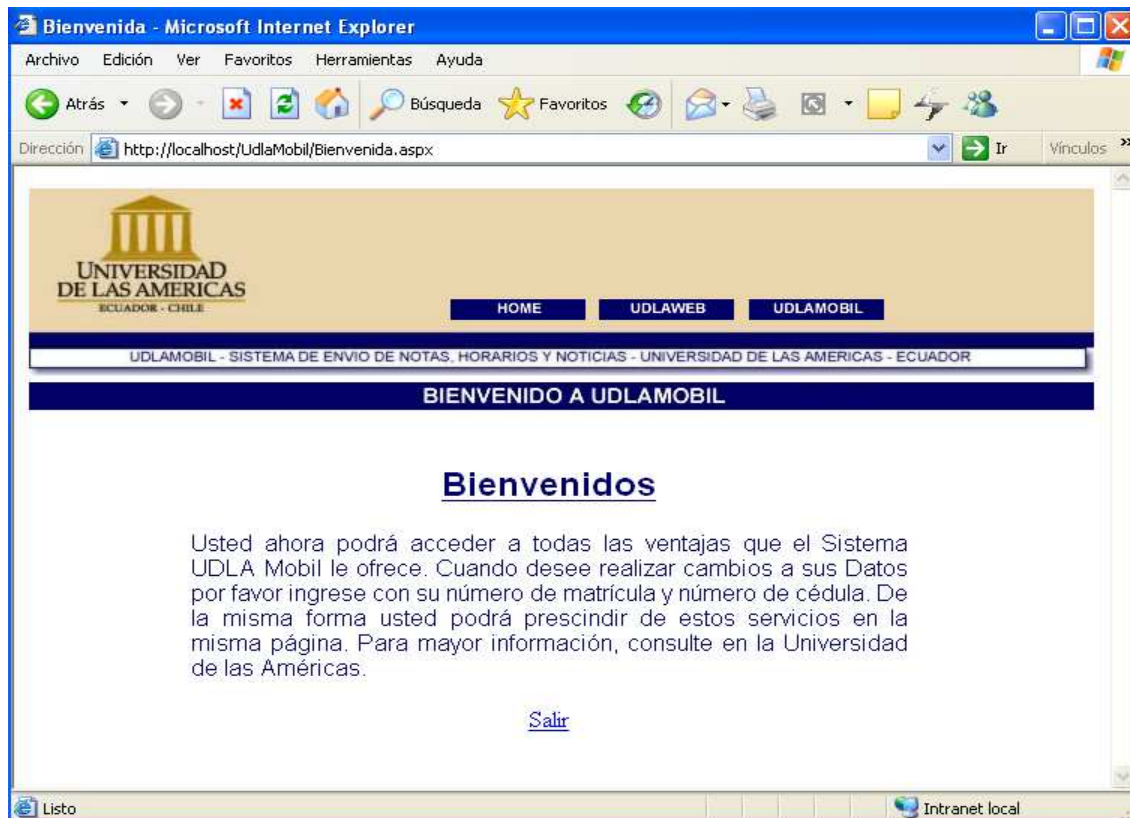 Bienvenida - Microsoft Internet Explorer
Archivo Edición Ver Favoritos Herramientas Ayuda
Atrás Búsqueda Favoritos
Dirección http://localhost/UdlaMobil/Bienvenida.aspx Ir Vínculos »
UNIVERSIDAD
DE LAS AMERICAS
ECUADOR - CHILE
HOME UDLAWEB UDLAMOBIL
UDLAMOBIL - SISTEMA DE ENVIO DE NOTAS, HORARIOS Y NOTICIAS - UNIVERSIDAD DE LAS AMERICAS - ECUADOR
BIENVENIDO A UDLAMOBIL
Bienvenidos
Usted ahora podrá acceder a todas las ventajas que el Sistema
UDLA Mobil le ofrece. Cuando desee realizar cambios a sus Datos
por favor ingrese con su número de matrícula y número de cédula. De
la misma forma usted podrá prescindir de estos servicios en la
misma página. Para mayor información, consulte en la Universidad
de las Américas.
Salir
Listo Intranet local